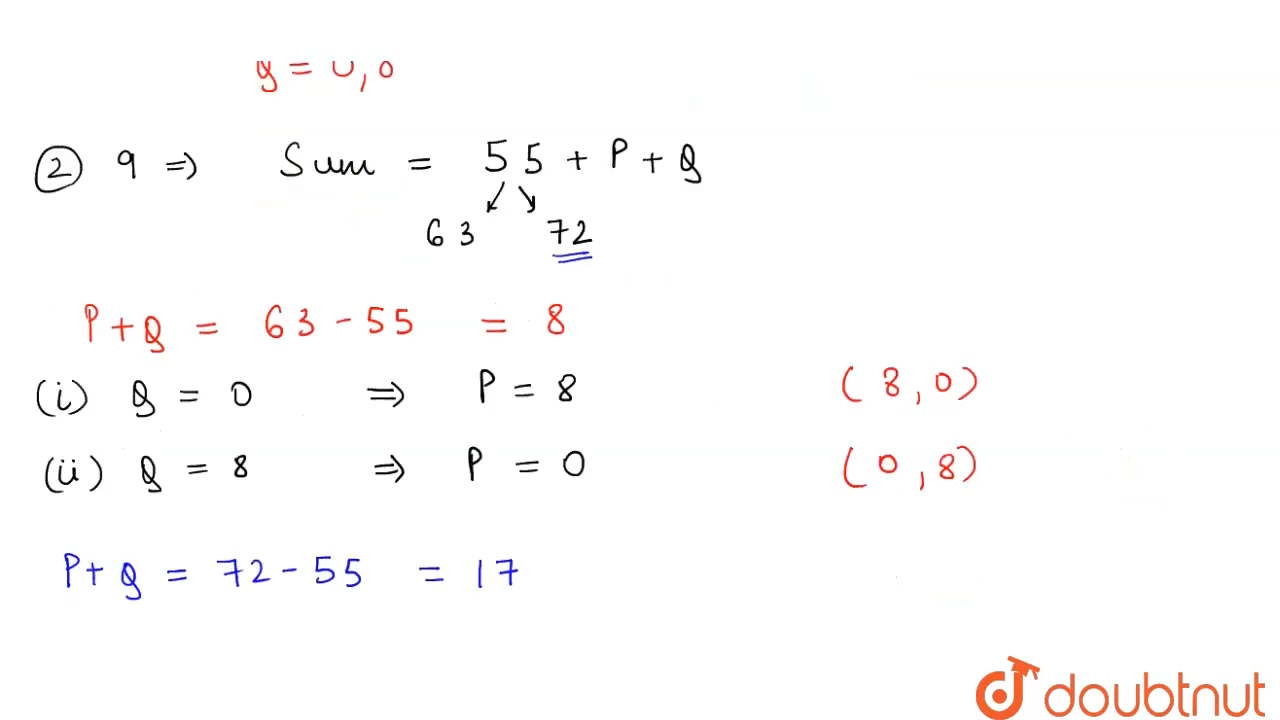 = 0
② 9 ⇒ Sum = 55 + P + Q
63 72
P + Q = 63 - 55 = 8
(i) Q = 0 ⇒ P = 8 (8, 0)
(ii) Q = 8 ⇒ P = 0 (0, 8)
P + Q = 72 - 55 = 17
doubtnut